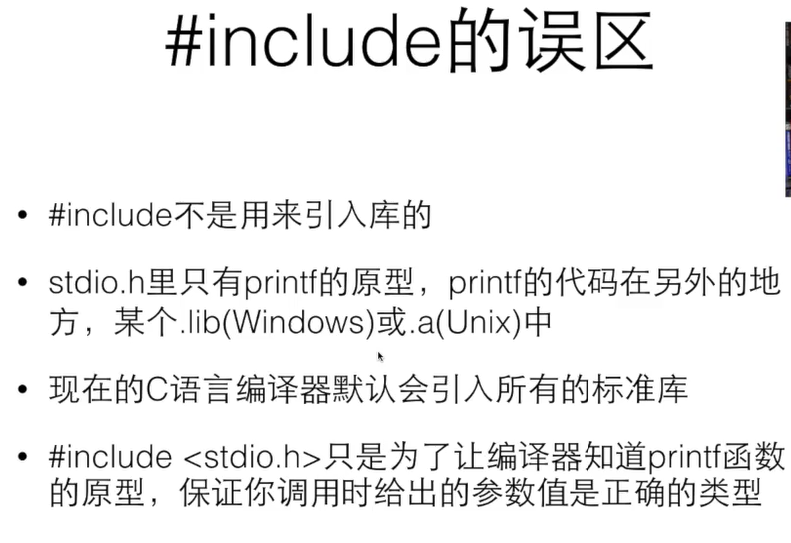 #include的误区
• #include不是用来引入库的
• stdio.h里只有printf的原型，printf的代码在另外的地
方，某个.lib(Windows)或.a(Unix)中
• 现在的C语言编译器默认会引入所有的标准库
• #include <stdio.h>只是为了让编译器知道printf函数
的原型，保证你调用时给出的参数值是正确的类型